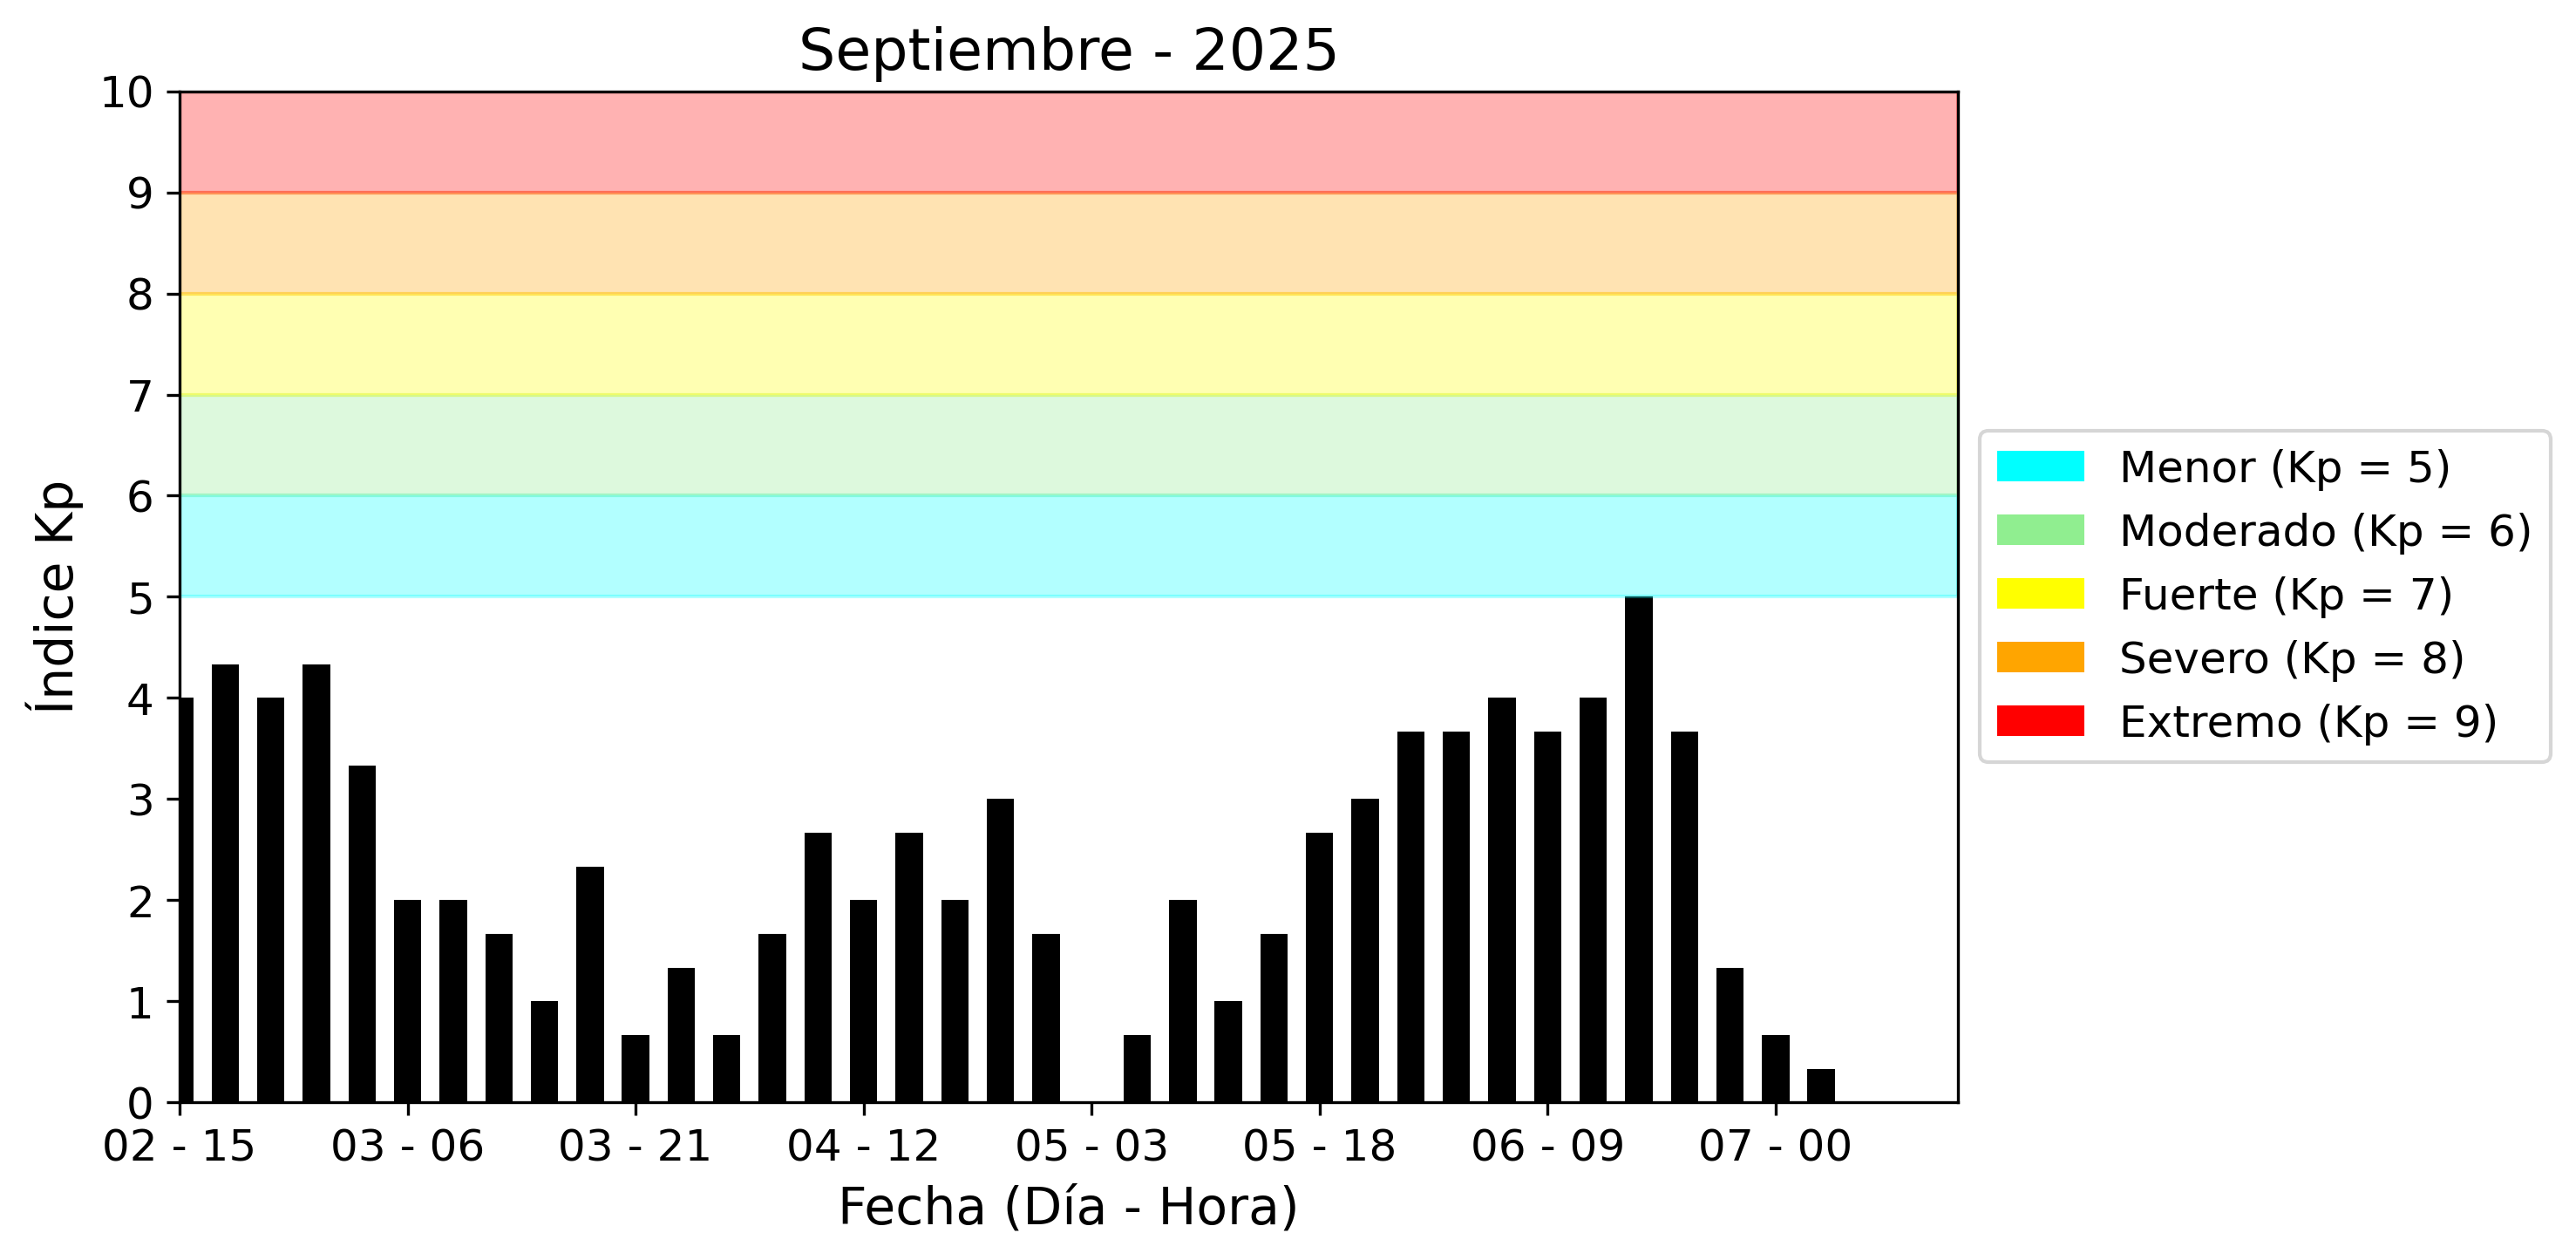 Septiembre - 2025
10
9
8
7
6
5
4
3
2
1
0
Índice Kp
02 - 15
03 - 06
03 - 21
04 - 12
05 - 03
05 - 18
06 - 09
07 - 00
Fecha (Día - Hora)
Menor (Kp = 5)
Moderado (Kp = 6)
Fuerte (Kp = 7)
Severo (Kp = 8)
Extremo (Kp = 9)